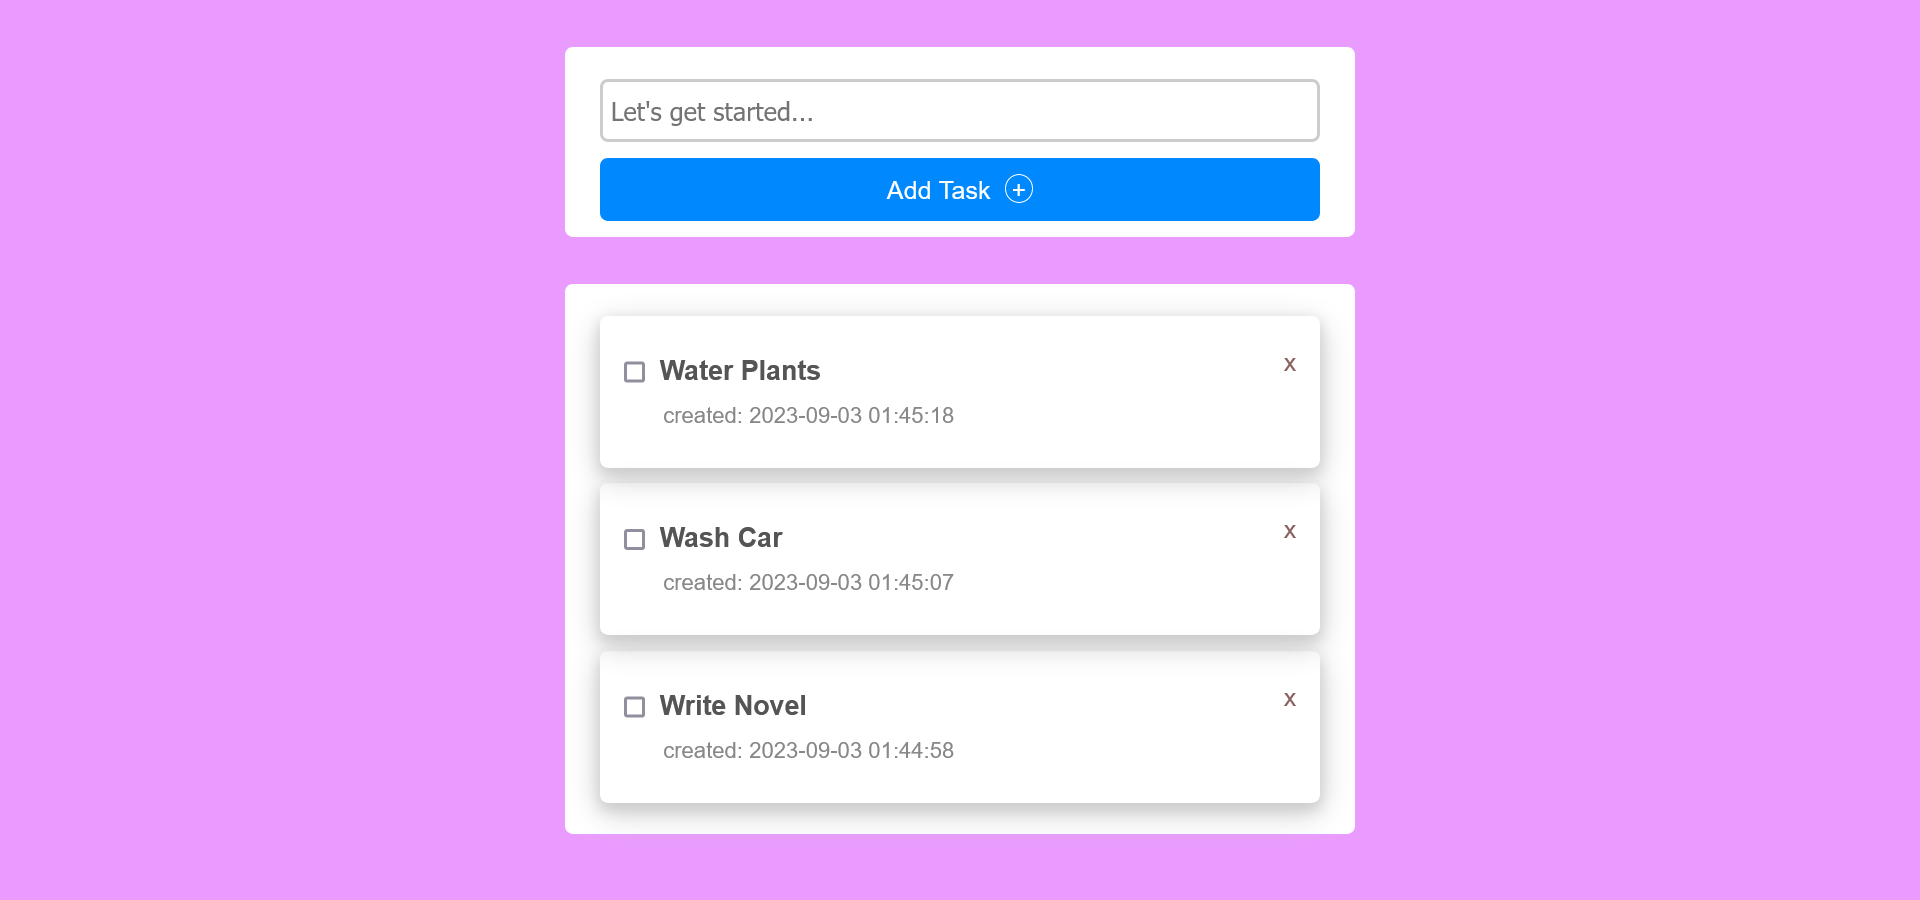 Let's get started...
Add Task +
Water Plants x
created: 2023-09-03 01:45:18
Wash Car x
created: 2023-09-03 01:45:07
Write Novel x
created: 2023-09-03 01:44:58